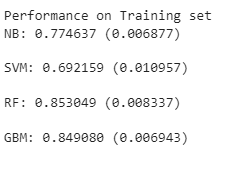 Performance on Training set
NB: 0.774637 (0.006877)
SVM: 0.692159 (0.010957)
RF: 0.853049 (0.008337)
GBM: 0.849080 (0.006943)